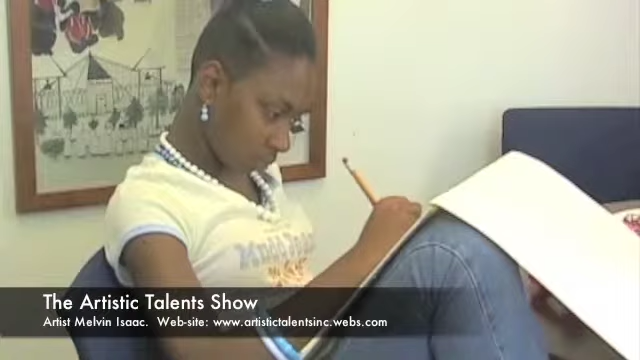 The Artistic Talents Show
Artist Melvin Isaac.  Web-site: www.artistictalentsinc.webs.com